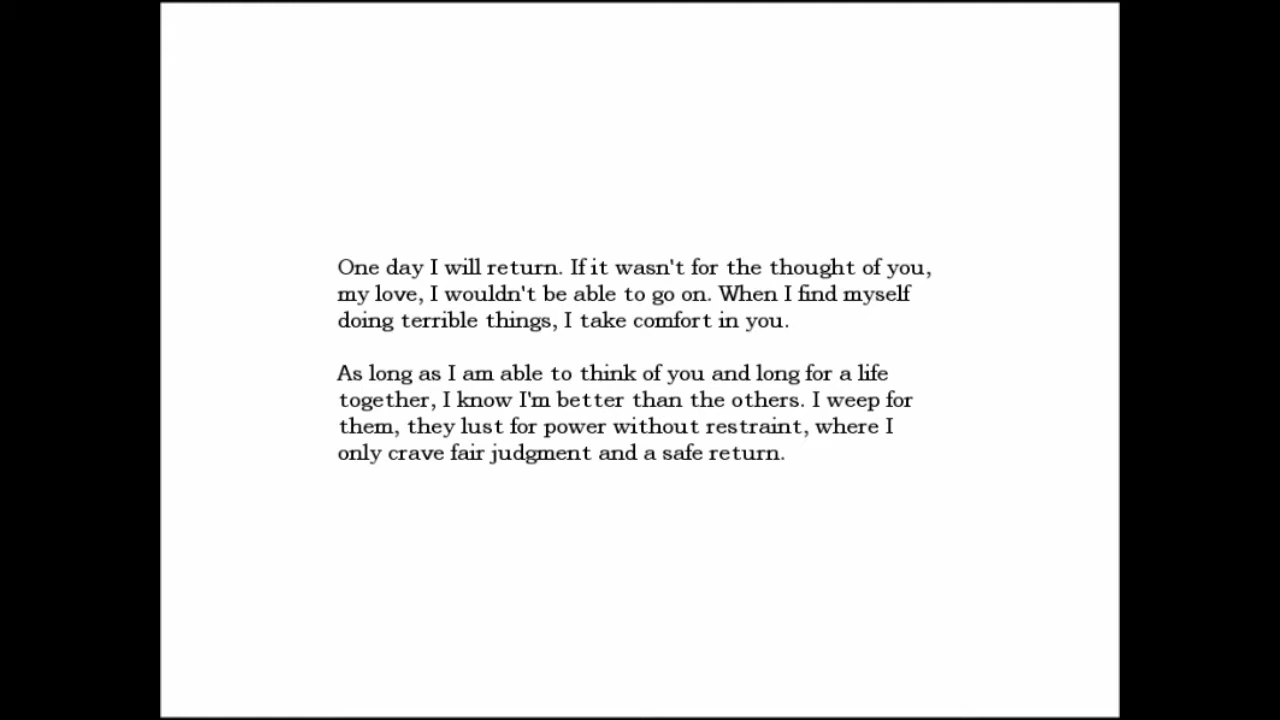 One day I will return. If it wasn't for the thought of you,
my love, I wouldn't be able to go on. When I find myself
doing terrible things, I take comfort in you.
As long as I am able to think of you and long for a life
together, I know I'm better than the others. I weep for
them, they lust for power without restraint, where I
only crave fair judgment and a safe return.